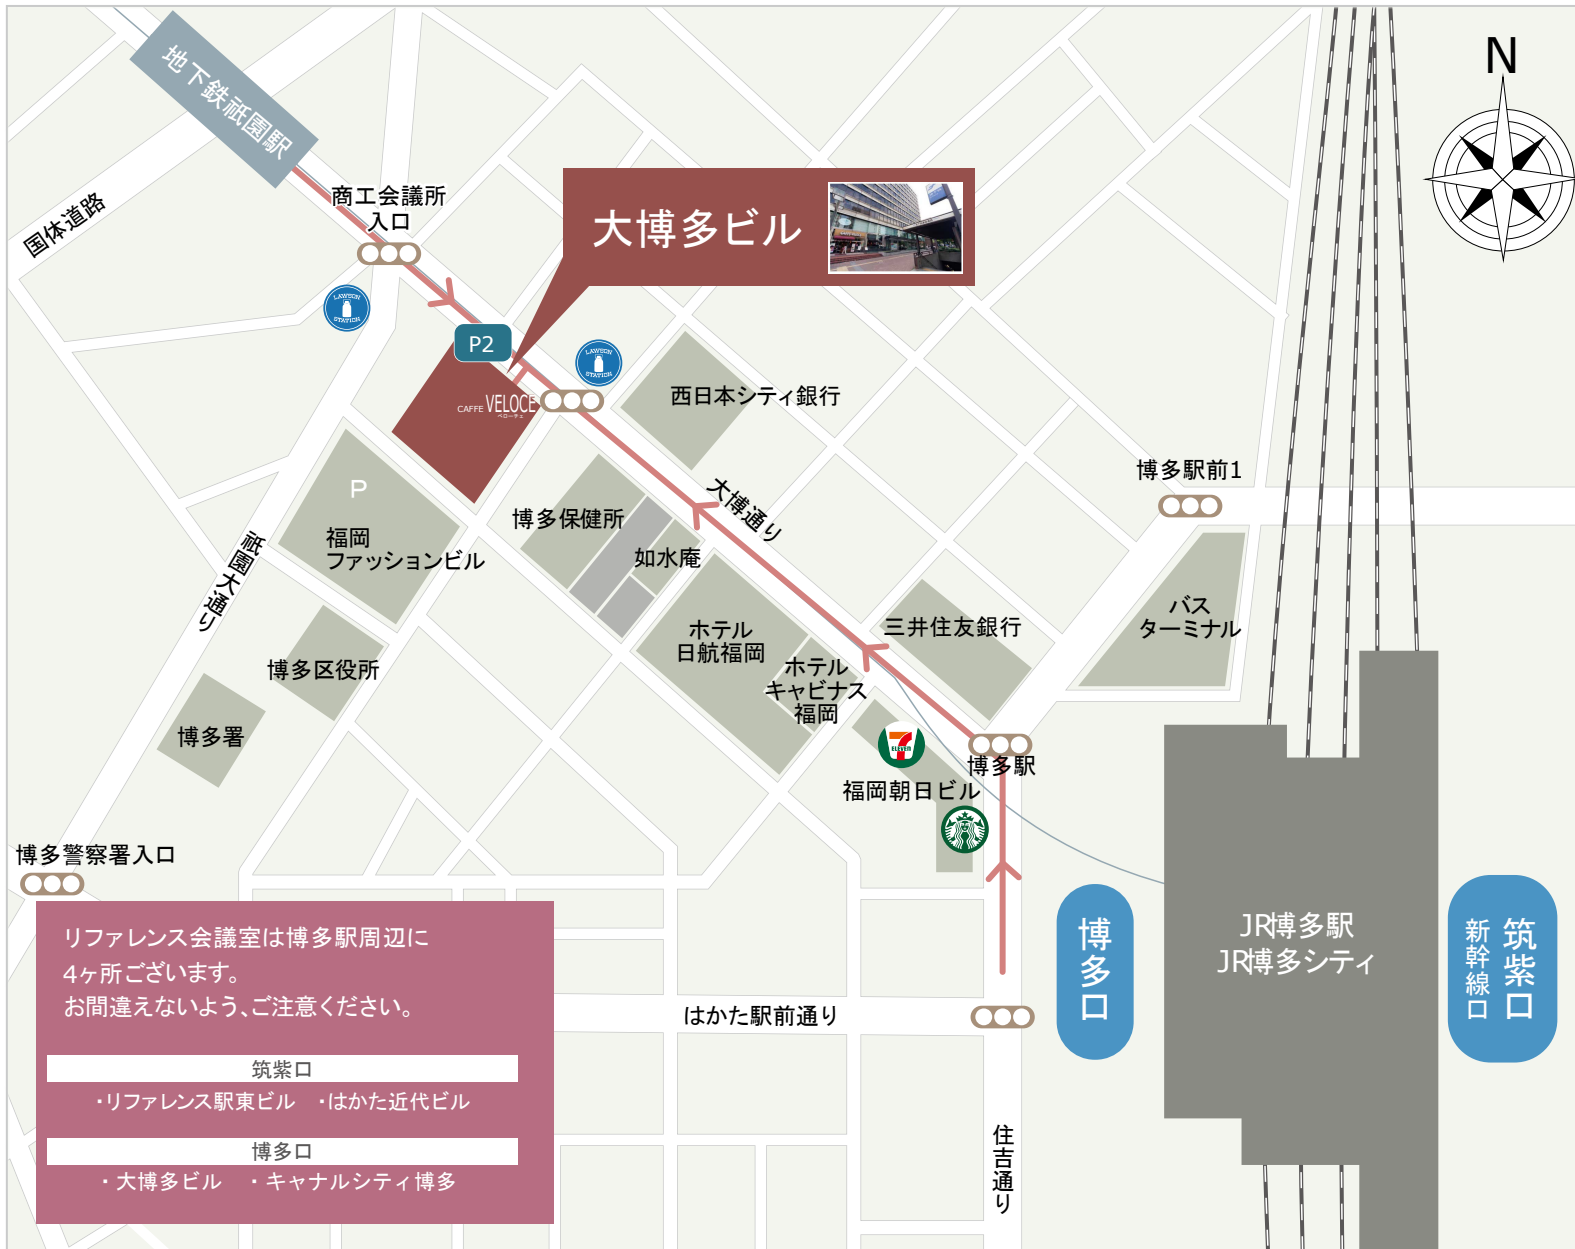 地下鉄祇園駅
N
国体道路
商工会議所
入口
大博多ビル
LAWSON
STATION
P2
LAWSON
STATION
CAFFE VELOCE
ベローチェ
西日本シティ銀行
博多駅前1
大博通り
P
福岡
ファッションビル
博多保健所
如水庵
祇園大通り
ホテル
日航福岡
ホテル
キャビナス
福岡
三井住友銀行
バス
ターミナル
博多区役所
博多署
7
ELEVEN
博多駅
福岡朝日ビル
博多警察署入口
博多口
JR博多駅
JR博多シティ
筑紫口
新幹線口
はかた駅前通り
住吉通り
リファレンス会議室は博多駅周辺に
4ヶ所ございます。
お間違えないよう、ご注意ください。
筑紫口
・リファレンス駅東ビル ・はかた近代ビル
博多口
・大博多ビル ・キャナルシティ博多